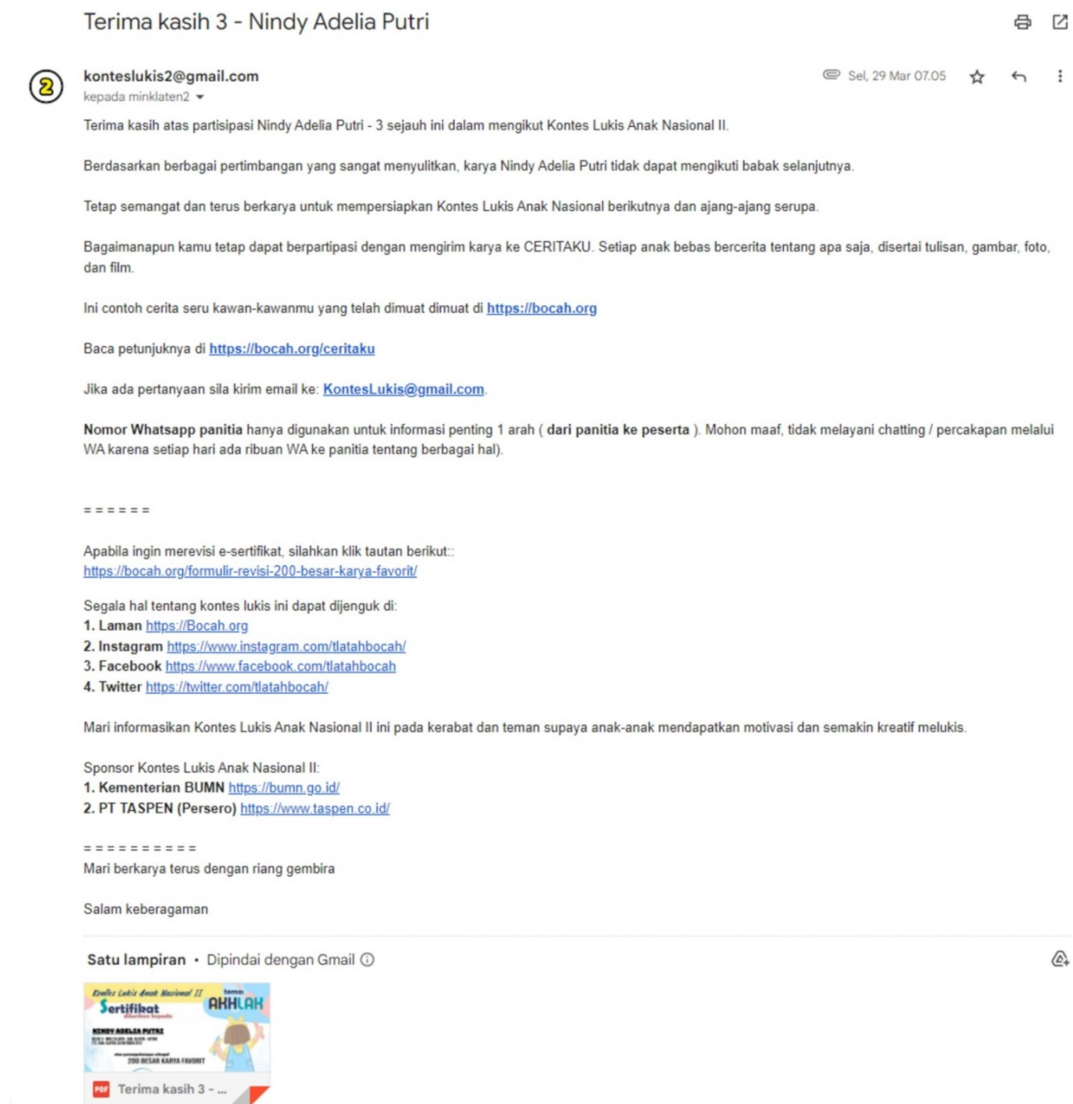 Terima kasih 3 - Nindy Adelia Putri
konteslukis2@gmail.com
Sel, 29 Mar 07.05
kepada minklaten2
Terima kasih atas partisipasi Nindy Adelia Putri - 3 sejauh ini dalam mengikut Kontes Lukis Anak Nasional II.
Berdasarkan berbagai pertimbangan yang sangat menyulitkan, karya Nindy Adelia Putri tidak dapat mengikuti babak selanjutnya.
Tetap semangat dan terus berkarya untuk mempersiapkan Kontes Lukis Anak Nasional berikutnya dan ajang-ajang serupa.
Bagaimanapun kamu tetap dapat berpartipasi dengan mengirim karya ke CERITAKU. Setiap anak bebas bercerita tentang apa saja, disertai tulisan, gambar, foto,
dan film.
Ini contoh cerita seru kawan-kawanmu yang telah dimuat dimuat di https://bocah.org
Baca petunjuknya di https://bocah.org/ceritaku
Jika ada pertanyaan sila kirim email ke: KontesLukis@gmail.com.
Nomor Whatsapp panitia hanya digunakan untuk informasi penting 1 arah ( dari panitia ke peserta ). Mohon maaf, tidak melayani chatting / percakapan melalui
WA karena setiap hari ada ribuan WA ke panitia tentang berbagai hal).
= = = = = =
Apabila ingin merevisi e-sertifikat, silahkan klik tautan berikut::
https://bocah.org/formulir-revisi-200-besar-karya-favorit/
Segala hal tentang kontes lukis ini dapat dijenguk di:
1. Laman https://Bocah.org
2. Instagram https://www.instagram.com/tlatahbocah/
3. Facebook https://www.facebook.com/tlatahbocah
4. Twitter https://twitter.com/tlatahbocah/
Mari informasikan Kontes Lukis Anak Nasional II ini pada kerabat dan teman supaya anak-anak mendapatkan motivasi dan semakin kreatif melukis.
Sponsor Kontes Lukis Anak Nasional II:
1. Kementerian BUMN https://bumn.go.id/
2. PT TASPEN (Persero) https://www.taspen.co.id/
= = = = = = = = = =
Mari berkarya terus dengan riang gembira
Salam keberagaman
Satu lampiran • Dipindai dengan Gmail
Kontes Lukis Anak Nasional II
tema:
AKHLAK
Sertifikat
diberikan kepada
NINDY ADELIA PUTRI
200 BESAR KARYA FAVORIT
PDF Terima kasih 3 - ...
2